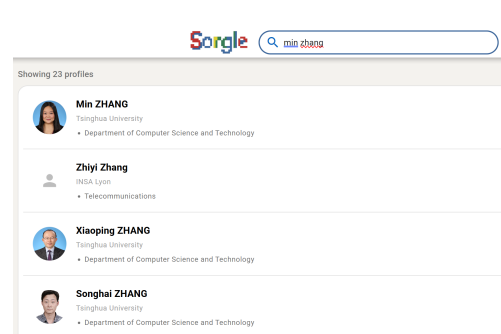 Sorgle
min zhang
Showing 23 profiles
Min ZHANG
Tsinghua University
• Department of Computer Science and Technology
Zhiyi Zhang
INSA Lyon
• Telecommunications
Xiaoping ZHANG
Tsinghua University
• Department of Computer Science and Technology
Songhai ZHANG
Tsinghua University
• Department of Computer Science and Technology